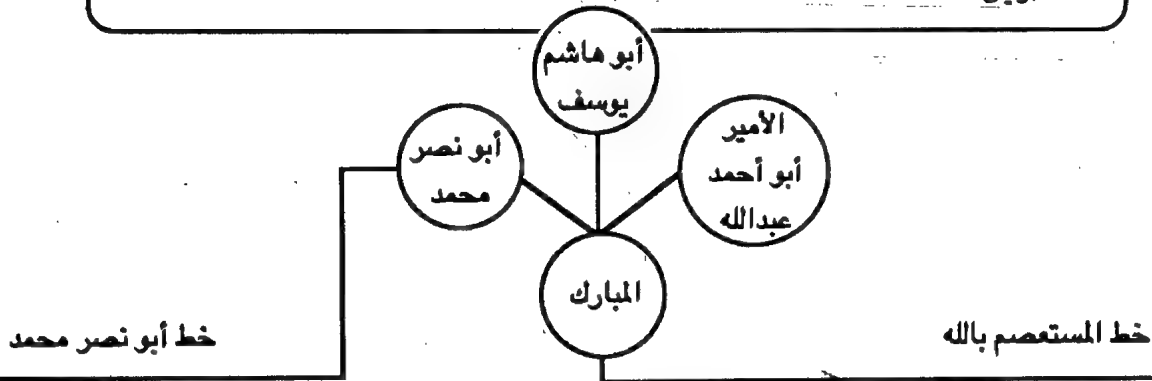 أبو هاشم
يوسف
الأمير
أبو أحمد
عبدالله
أبو نصر
محمد
المبارك
خط المستعصم بالله
خط أبو نصر محمد